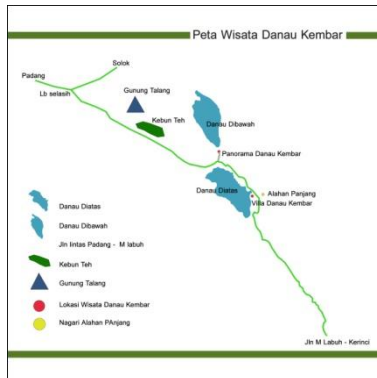 Peta Wisata Danau Kembar
Solok
Padang
Lb selasih
Gunung Talang
Kebun Teh
Danau Dibawah
Panorama Danau Kembar
Danau Diatas
Alahan Panjang
Villa Danau Kembar
Danau Diatas
Danau Dibawah
Jln lintas Padang - M labuh
Kebun Teh
Gunung Talang
Lokasi Wisata Danau Kembar
Nagari Alahan PAnjang
Jln M Labuh - Kerinci